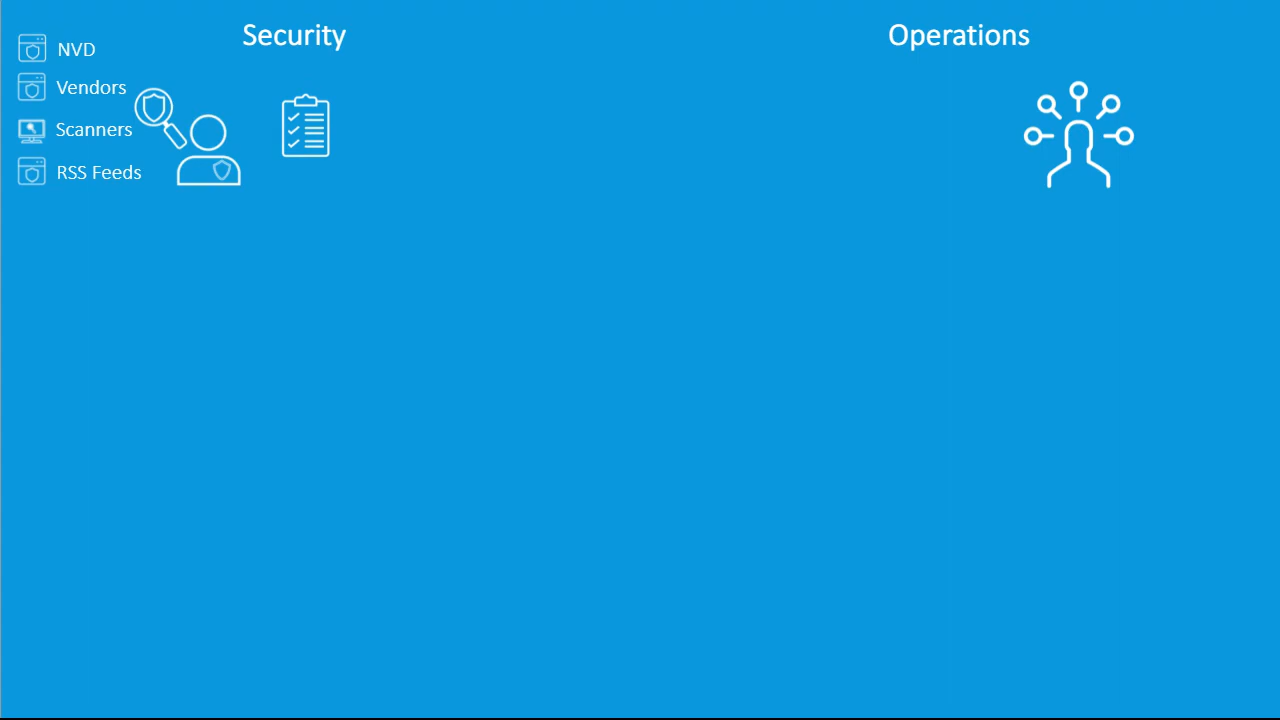 Security
Operations
NVD
Vendors
Scanners
RSS Feeds